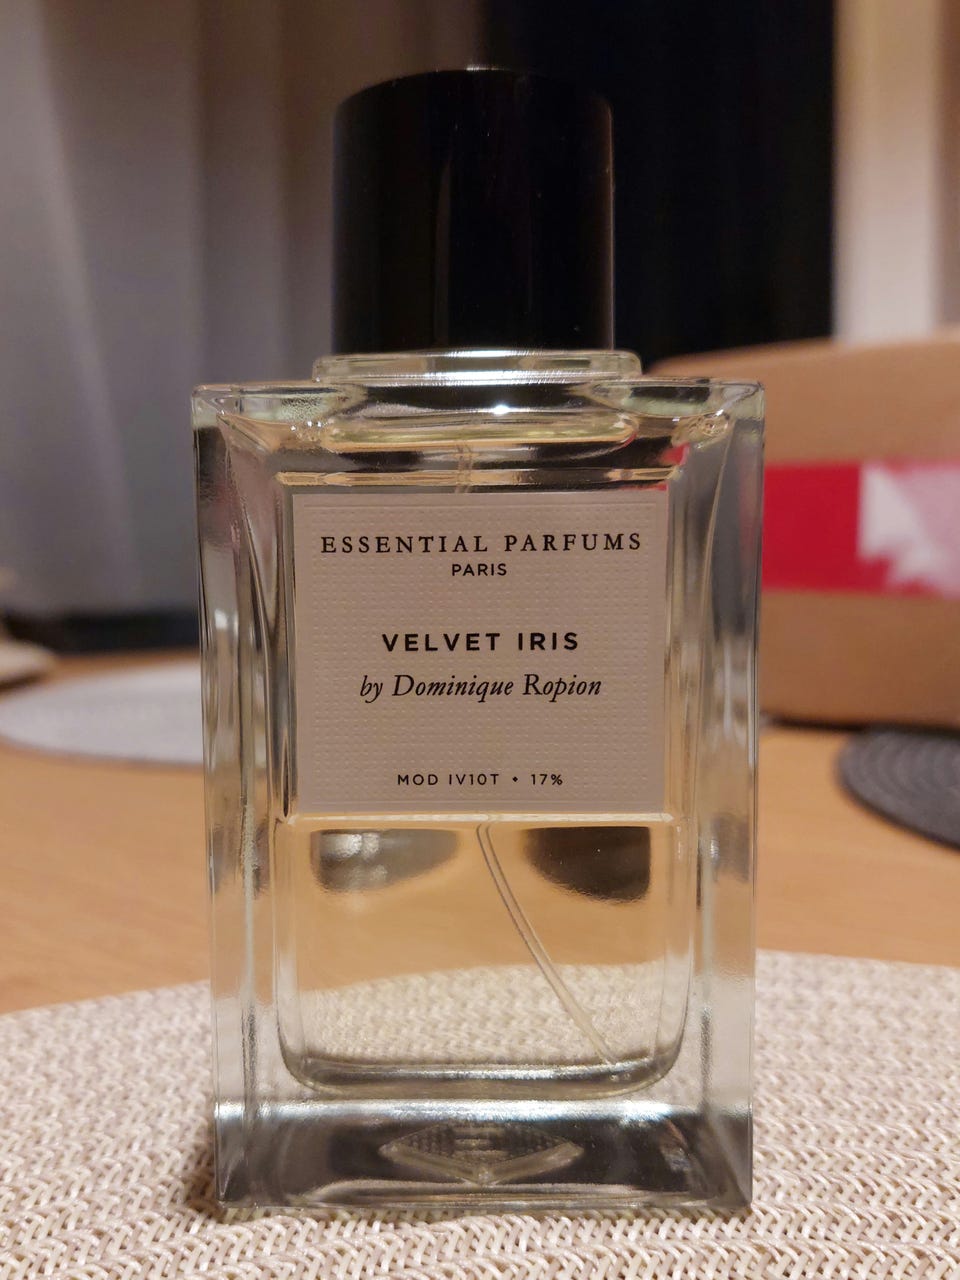 ESSENTIAL PARFUMS
PARIS
VELVET IRIS
by Dominique Ropion
MOD IV10T • 17%